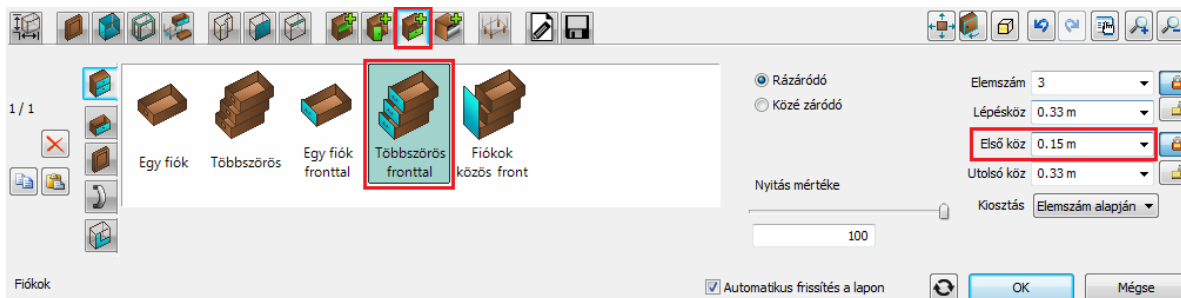 1 / 1
Egy fiók
Többszörös
Egy fiók
fronttal
Többszörös
fronttal
Fiókok
közös front
Rázáródó
Közé záródó
Nyitás mértéke
100
Elemszám 3
Lépésköz 0.33 m
Első köz 0.15 m
Utolsó köz 0.33 m
Kiosztás Elemszám alapján
Fiókok
Automatikus frissítés a lapon
OK
Mégse